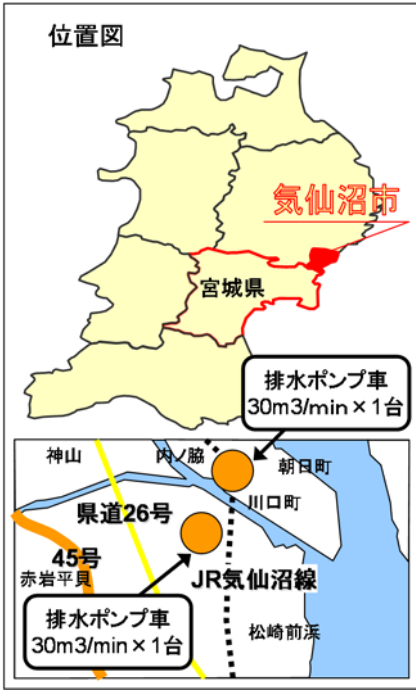 位置図
気仙沼市
宮城県
排水ポンプ車
30m3/min×1台
神山
内ノ脇
朝日町
川口町
県道26号
45号
赤岩平貝
JR気仙沼線
排水ポンプ車
30m3/min×1台
松崎前浜